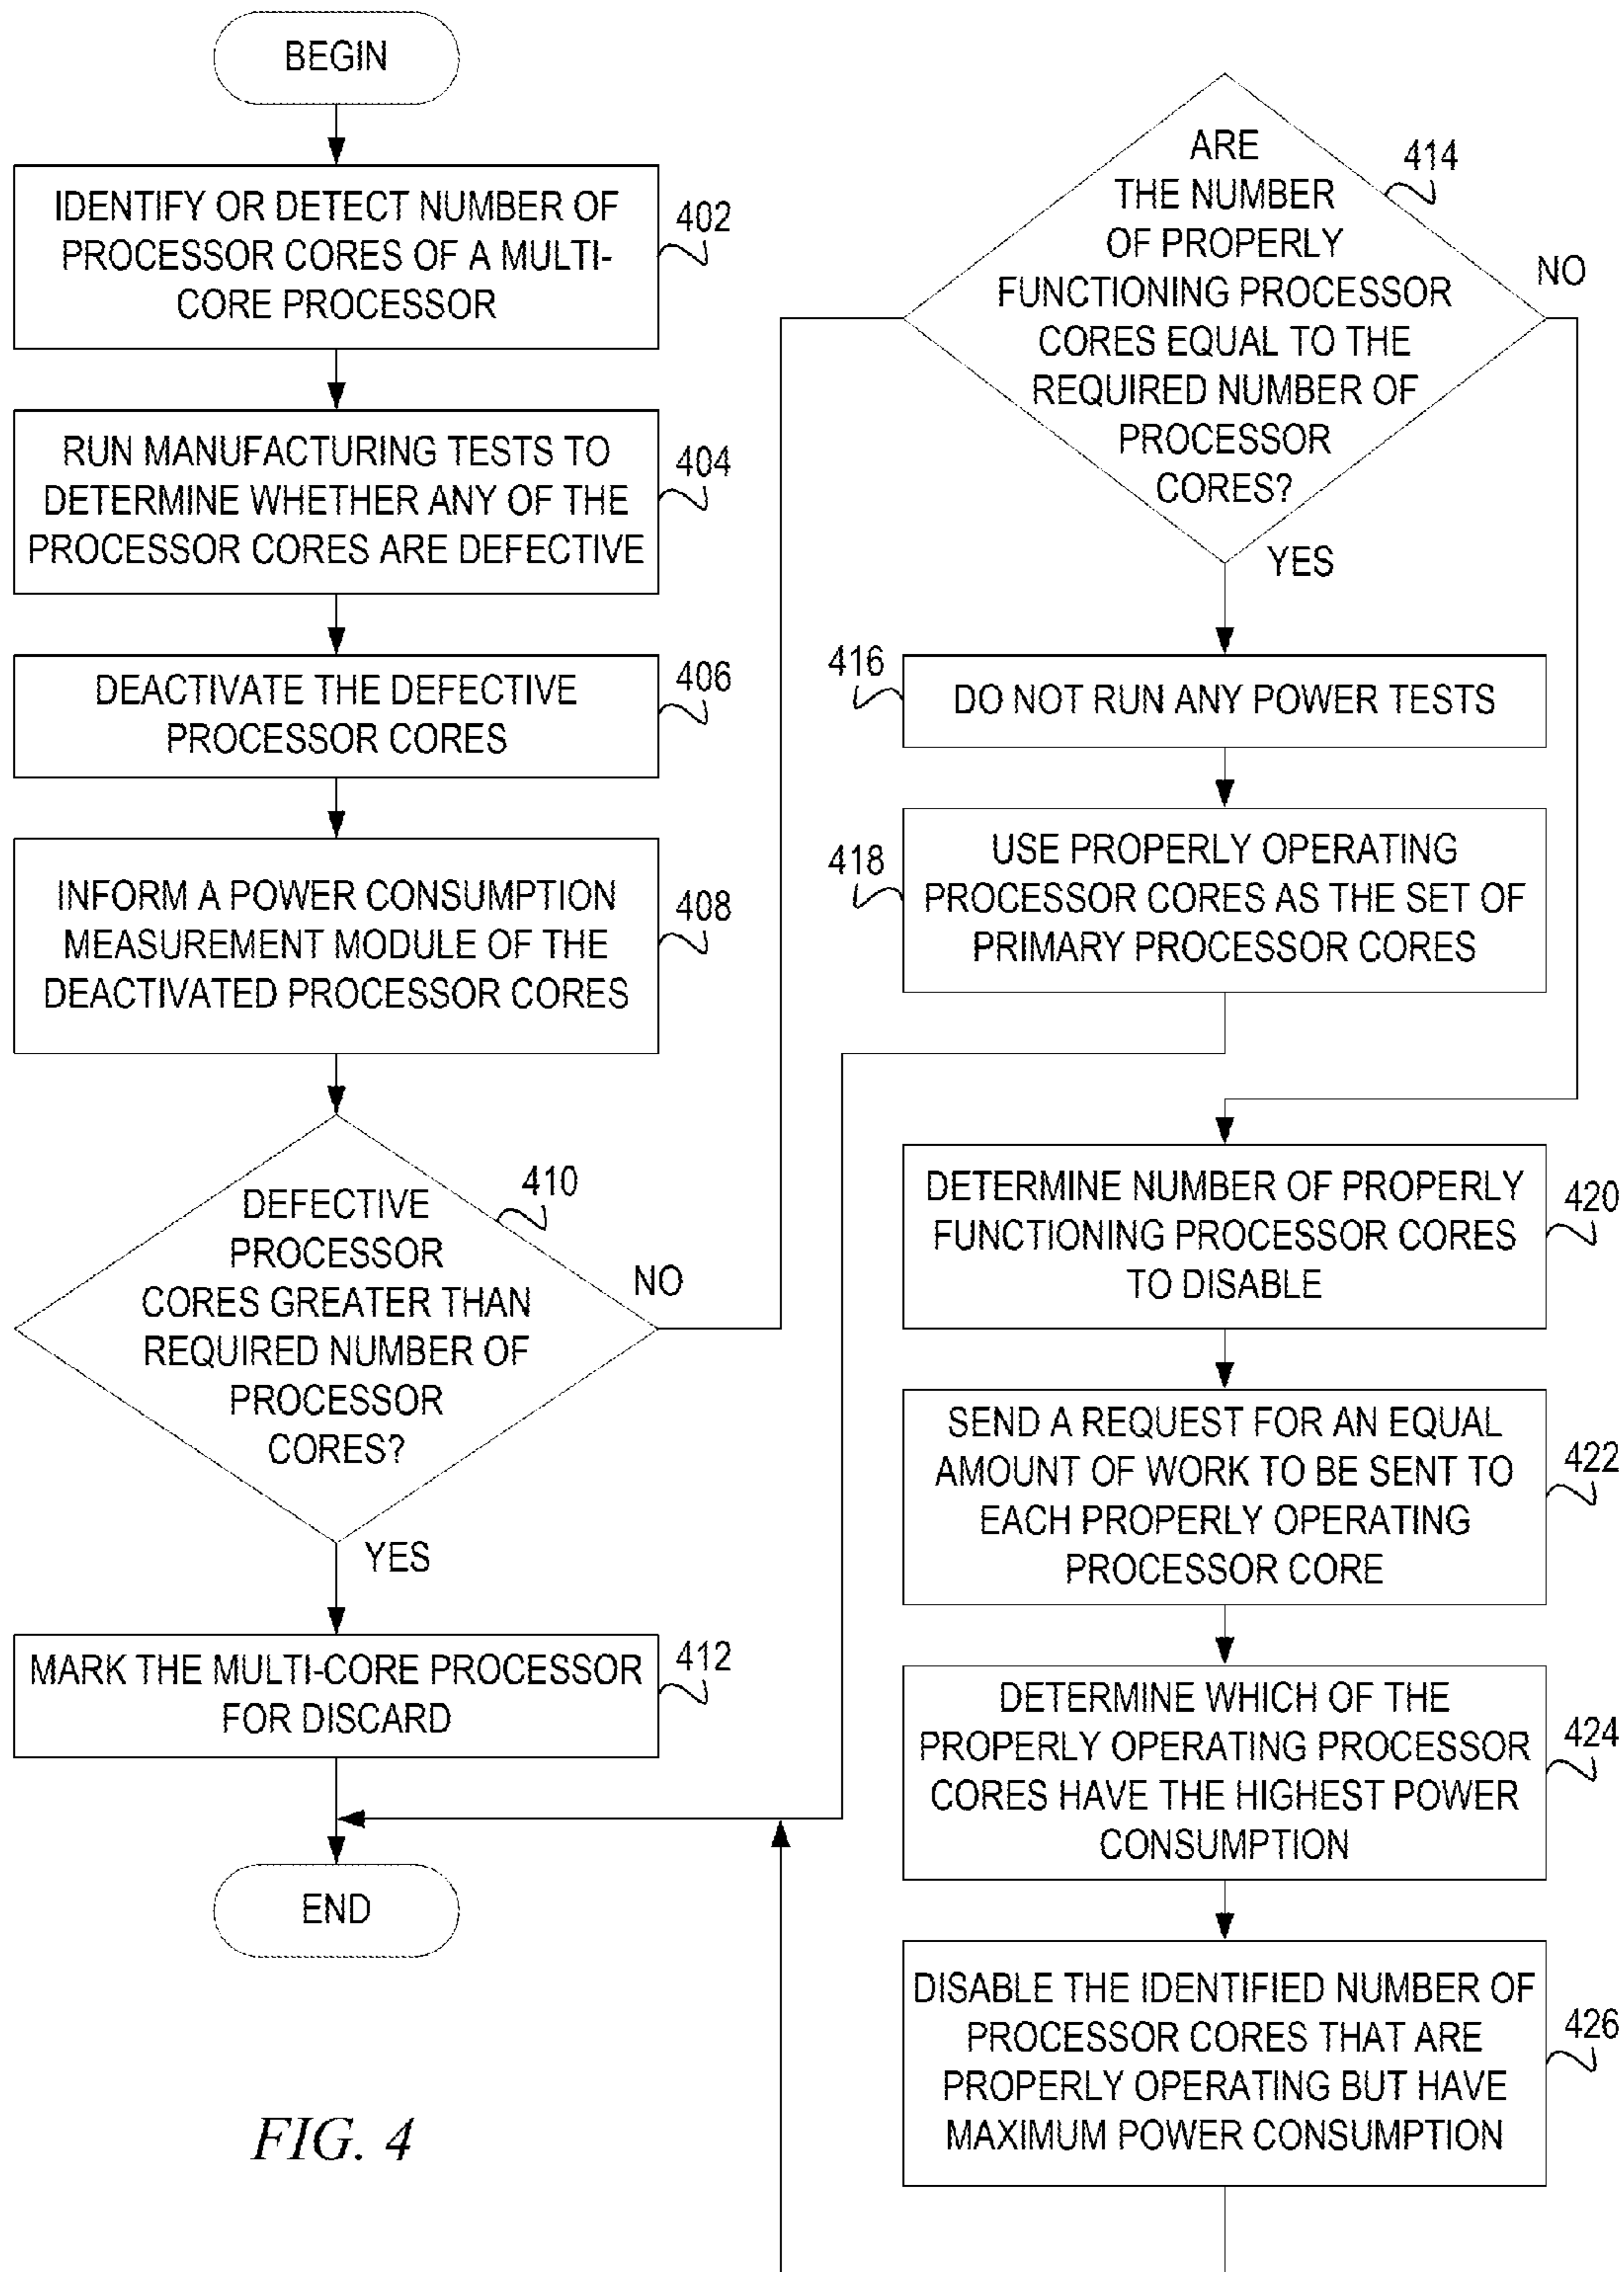 BEGIN
IDENTIFY OR DETECT NUMBER OF
PROCESSOR CORES OF A MULTI-
CORE PROCESSOR
402
RUN MANUFACTURING TESTS TO
DETERMINE WHETHER ANY OF THE
PROCESSOR CORES ARE DEFECTIVE
404
DEACTIVATE THE DEFECTIVE
PROCESSOR CORES
406
INFORM A POWER CONSUMPTION
MEASUREMENT MODULE OF THE
DEACTIVATED PROCESSOR CORES
408
DEFECTIVE
PROCESSOR
CORES GREATER THAN
REQUIRED NUMBER OF
PROCESSOR
CORES?
410
NO
YES
MARK THE MULTI-CORE PROCESSOR
FOR DISCARD
412
END
ARE
THE NUMBER
OF PROPERLY
FUNCTIONING PROCESSOR
CORES EQUAL TO THE
REQUIRED NUMBER OF
PROCESSOR
CORES?
414
NO
YES
416
DO NOT RUN ANY POWER TESTS
418
USE PROPERLY OPERATING
PROCESSOR CORES AS THE SET OF
PRIMARY PROCESSOR CORES
DETERMINE NUMBER OF PROPERLY
FUNCTIONING PROCESSOR CORES
TO DISABLE
420
SEND A REQUEST FOR AN EQUAL
AMOUNT OF WORK TO BE SENT TO
EACH PROPERLY OPERATING
PROCESSOR CORE
422
DETERMINE WHICH OF THE
PROPERLY OPERATING PROCESSOR
CORES HAVE THE HIGHEST POWER
CONSUMPTION
424
DISABLE THE IDENTIFIED NUMBER OF
PROCESSOR CORES THAT ARE
PROPERLY OPERATING BUT HAVE
MAXIMUM POWER CONSUMPTION
426
FIG. 4